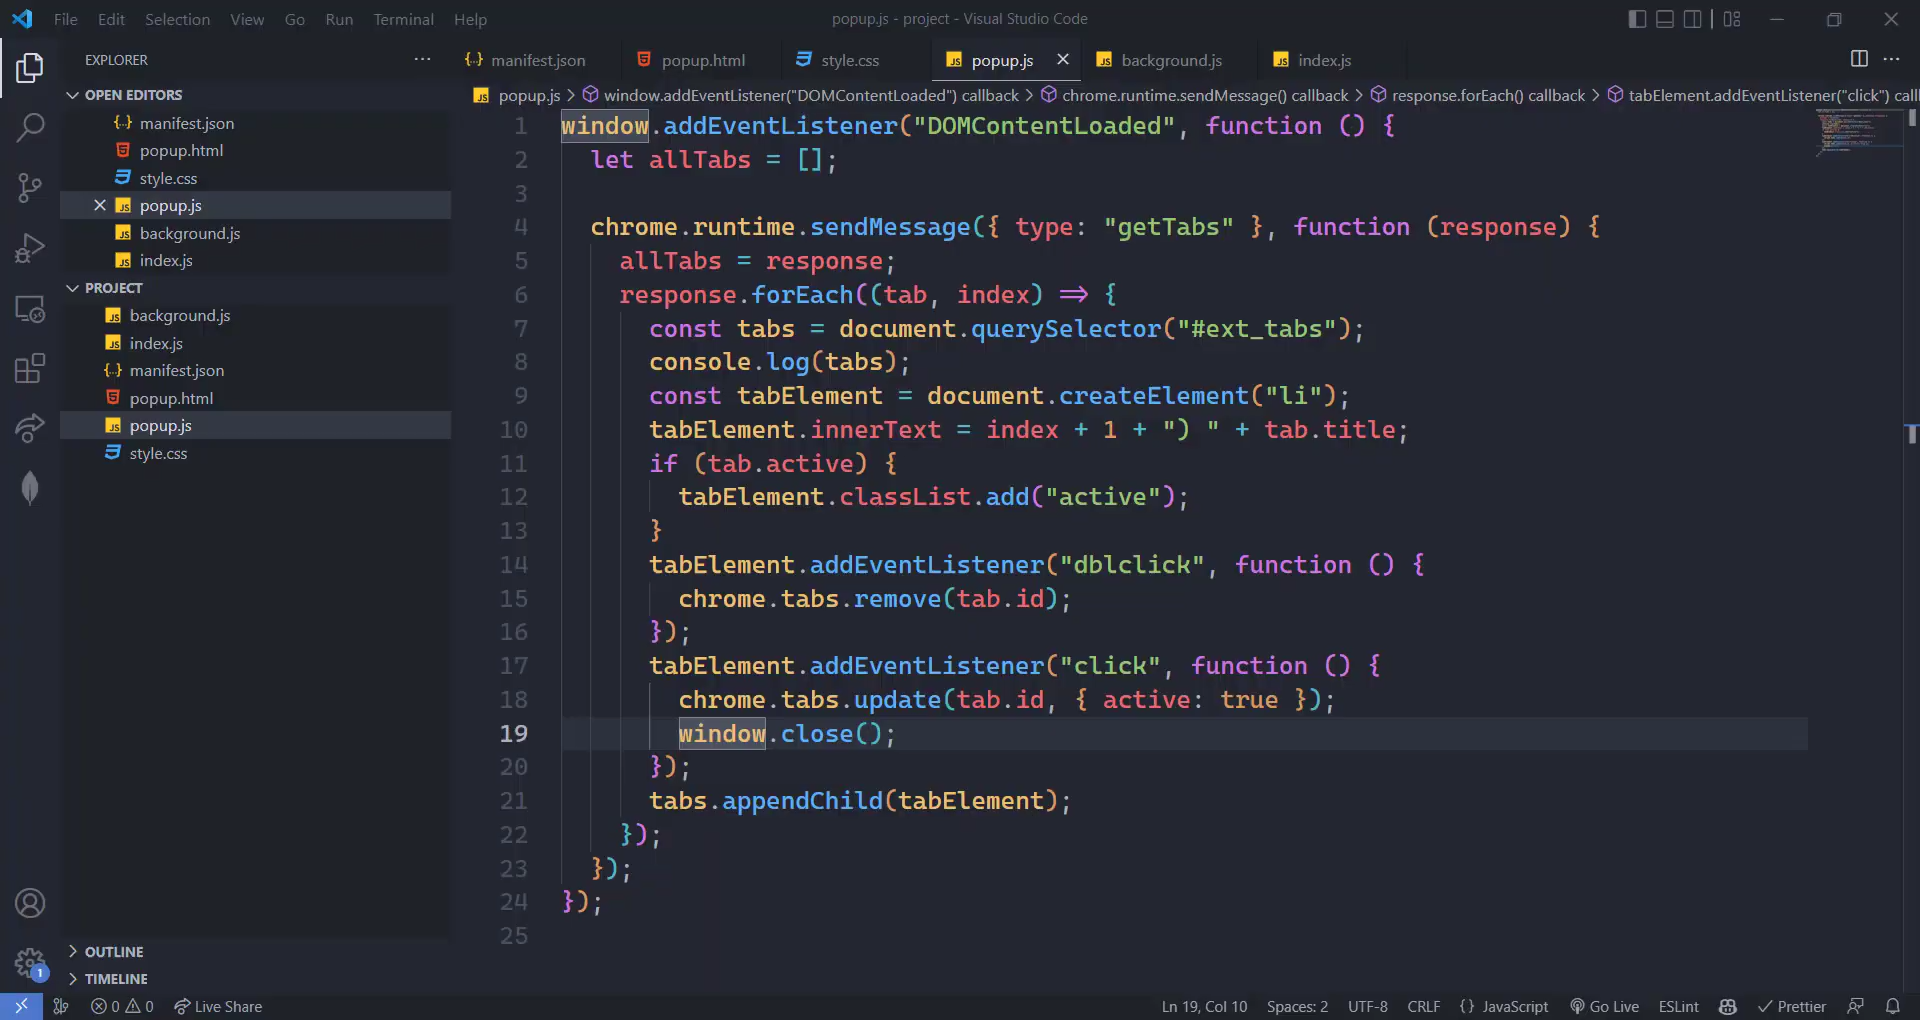 File Edit Selection View Go Run Terminal Help
popup.js - project - Visual Studio Code
EXPLORER
OPEN EDITORS
manifest.json
popup.html
style.css
popup.js
background.js
index.js
PROJECT
background.js
index.js
manifest.json
popup.html
popup.js
style.css
OUTLINE
TIMELINE
manifest.json popup.html style.css popup.js background.js index.js
popup.js > window.addEventListener("DOMContentLoaded") callback > chrome.runtime.sendMessage() callback > response.forEach() callback > tabElement.addEventListener("click") call
1 window.addEventListener("DOMContentLoaded", function () {
2 let allTabs = [];
3
4 chrome.runtime.sendMessage({ type: "getTabs" }, function (response) {
5 allTabs = response;
6 response.forEach((tab, index) => {
7 const tabs = document.querySelector("#ext_tabs");
8 console.log(tabs);
9 const tabElement = document.createElement("li");
10 tabElement.innerText = index + 1 + ") " + tab.title;
11 if (tab.active) {
12 tabElement.classList.add("active");
13 }
14 tabElement.addEventListener("dblclick", function () {
15 chrome.tabs.remove(tab.id);
16 });
17 tabElement.addEventListener("click", function () {
18 chrome.tabs.update(tab.id, { active: true });
19 window.close();
20 });
21 tabs.appendChild(tabElement);
22 });
23 });
24 });
25
1
0 0 Live Share Ln 19, Col 10 Spaces: 2 UTF-8 CRLF {} JavaScript Go Live ESLint Prettier